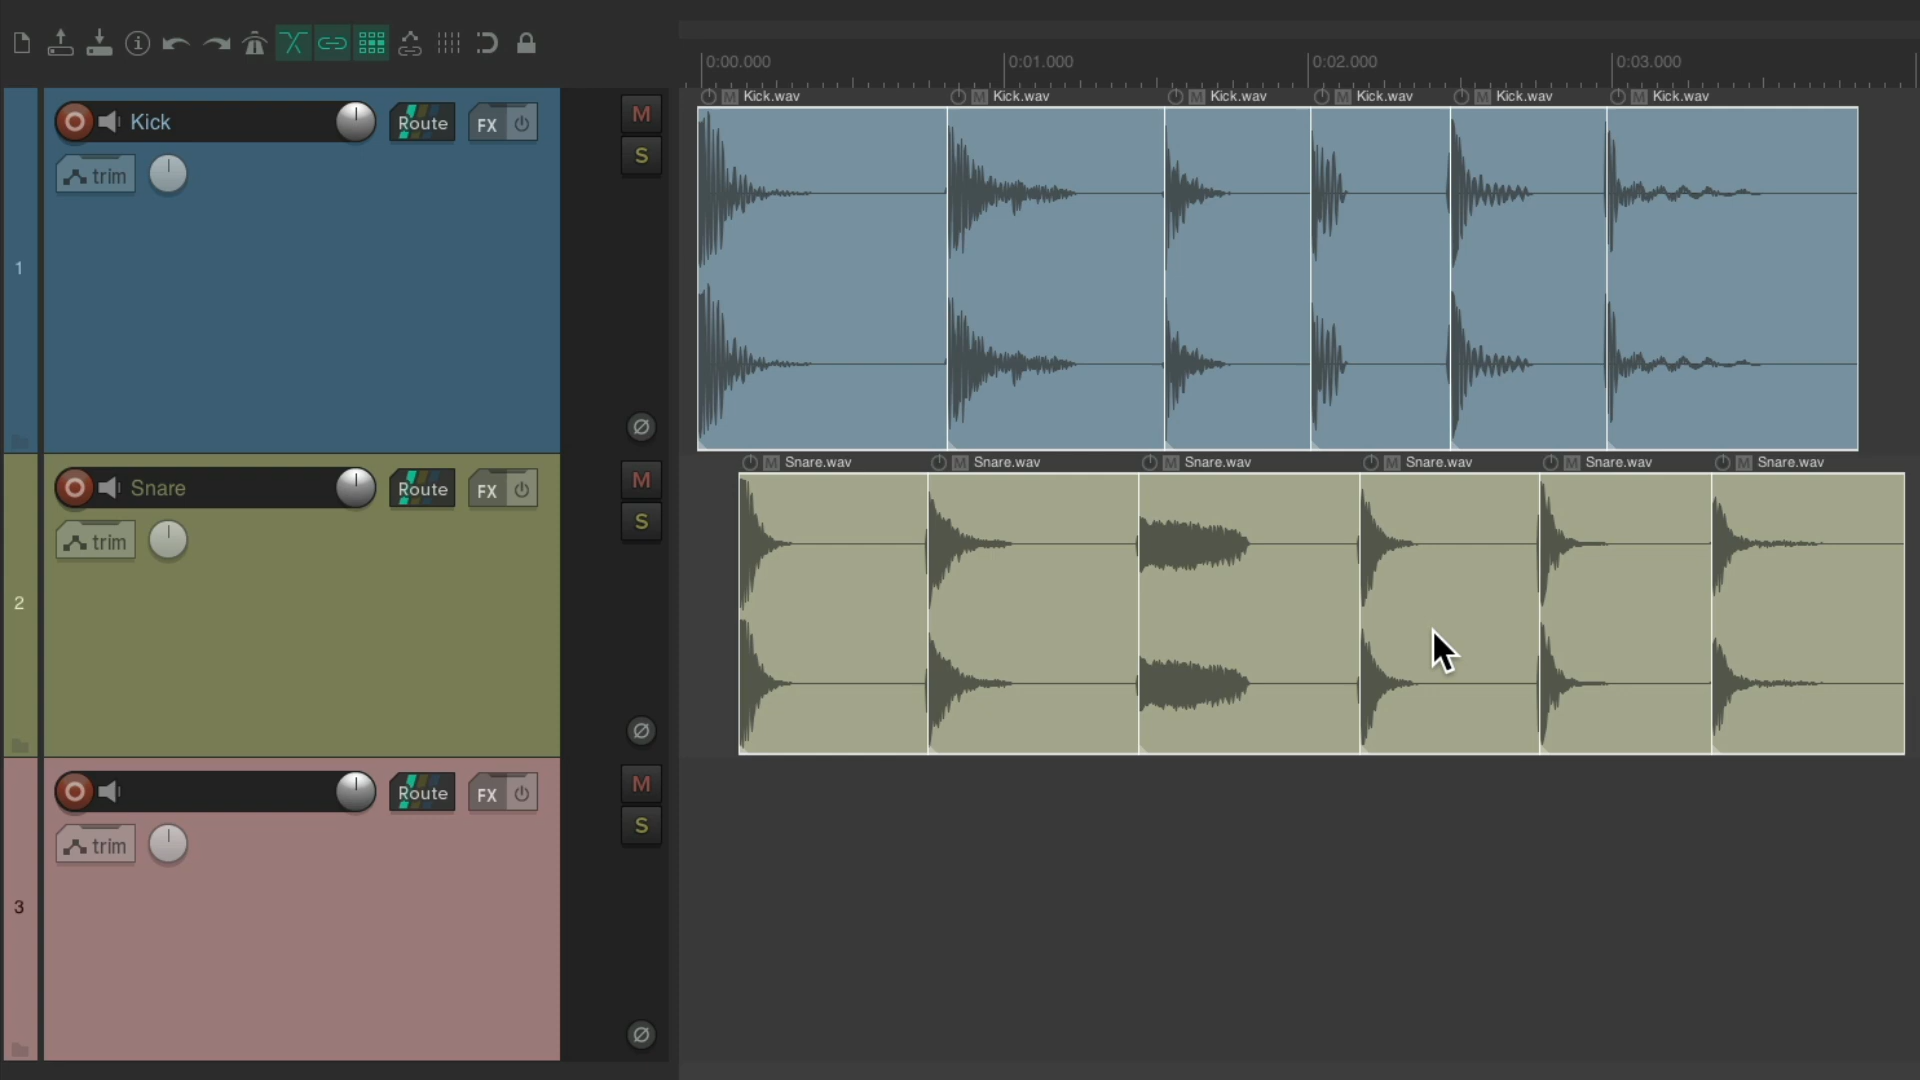 0:00.000 0:01.000 0:02.000 0:03.000
M Kick.wav M Kick.wav M Kick.wav M Kick.wav M Kick.wav M Kick.wav
Kick Route FX M
trim S
1
M Snare.wav M Snare.wav M Snare.wav M Snare.wav M Snare.wav M Snare.wav
Snare Route FX M
trim S
2
Route FX M
trim S
3